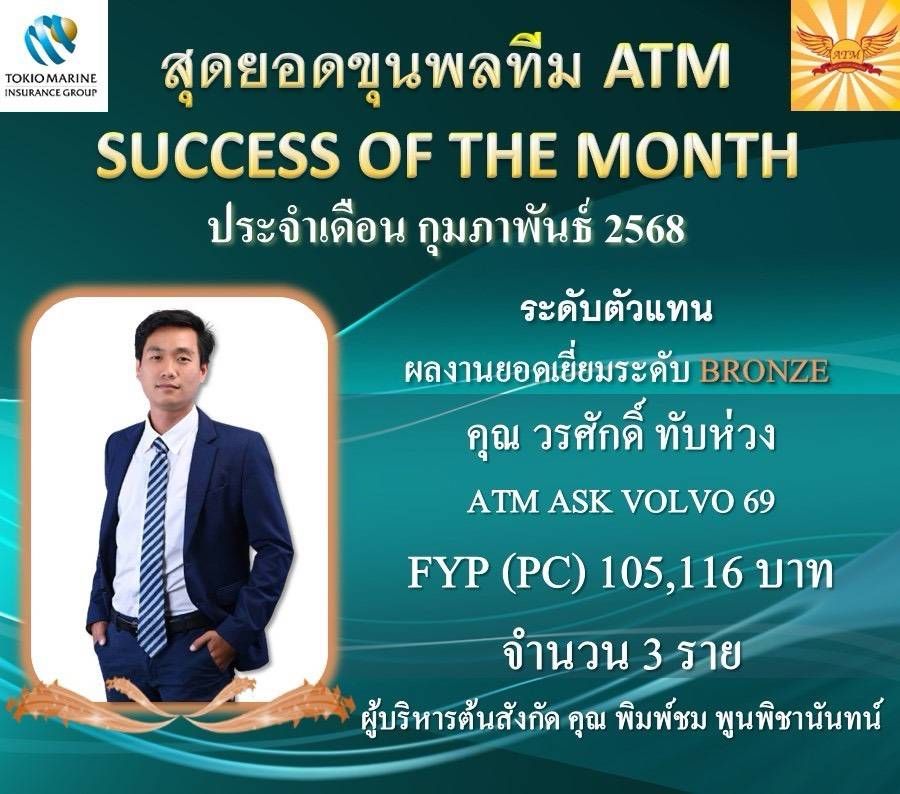 TOKIO MARINE
INSURANCE GROUP
ATM
สุดยอดขุนพลทีม ATM
SUCCESS OF THE MONTH
ประจำเดือน กุมภาพันธ์ 2568
ระดับตัวแทน
ผลงานยอดเยี่ยมระดับ BRONZE
คุณ วรศักดิ์ ทับห่วง
ATM ASK VOLVO 69
FYP (PC) 105,116 บาท
จำนวน 3 ราย
ผู้บริหารต้นสังกัด คุณ พิมพ์ชม พูนพิชานันทน์